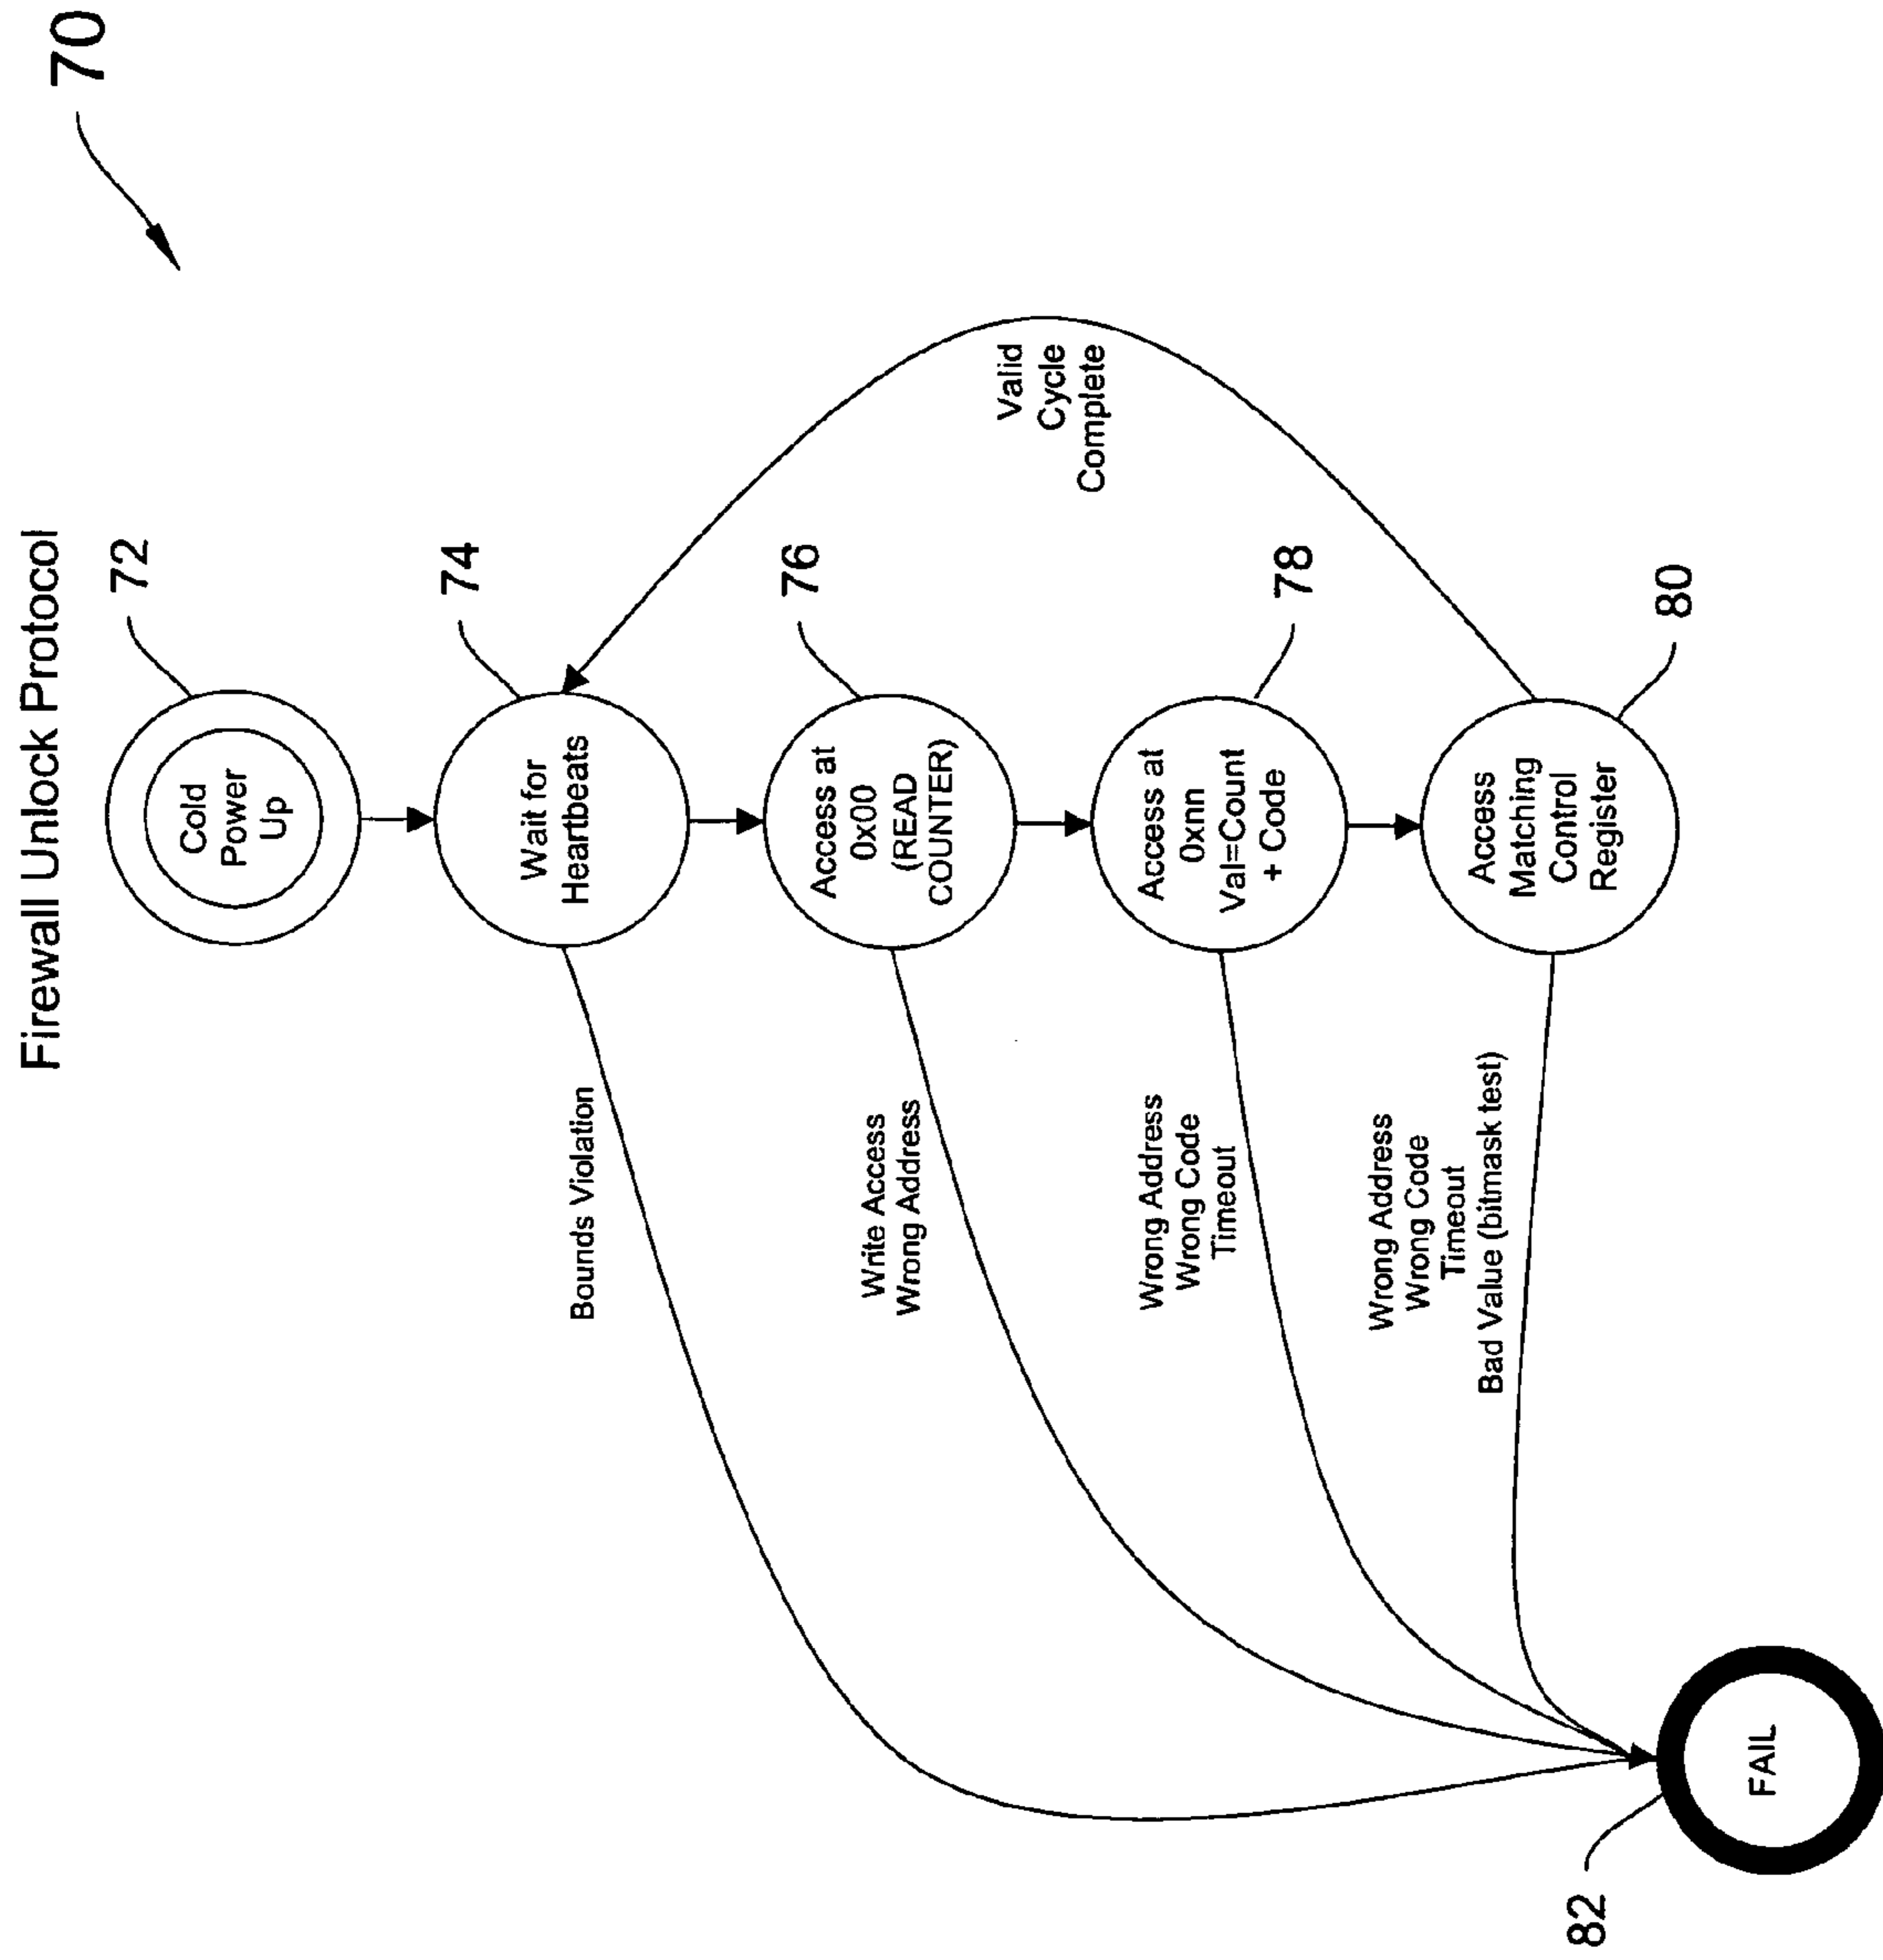 Firewall Unlock Protocol
70
72
Cold
Power
Up
74
Wait for
Heartbeats
Bounds Violation
76
Access at
0x00
(READ
COUNTER)
Write Access
Wrong Address
Valid
Cycle
Complete
78
Access at
0xnn
Val=Count
+ Code
Wrong Address
Wrong Code
Timeout
80
Access
Matching
Control
Register
Wrong Address
Wrong Code
Timeout
Bad Value (bitmask test)
82
FAIL